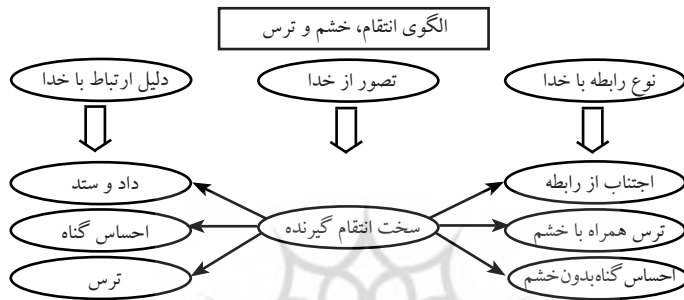 الگوی انتقام، خشم و ترس
نوع رابطه با خدا
تصور از خدا
دلیل ارتباط با خدا
اجتناب از رابطه
داد و ستد
ترس همراه با خشم
سخت انتقام گیرنده
احساس گناه
احساس گناه بدون خشم
ترس